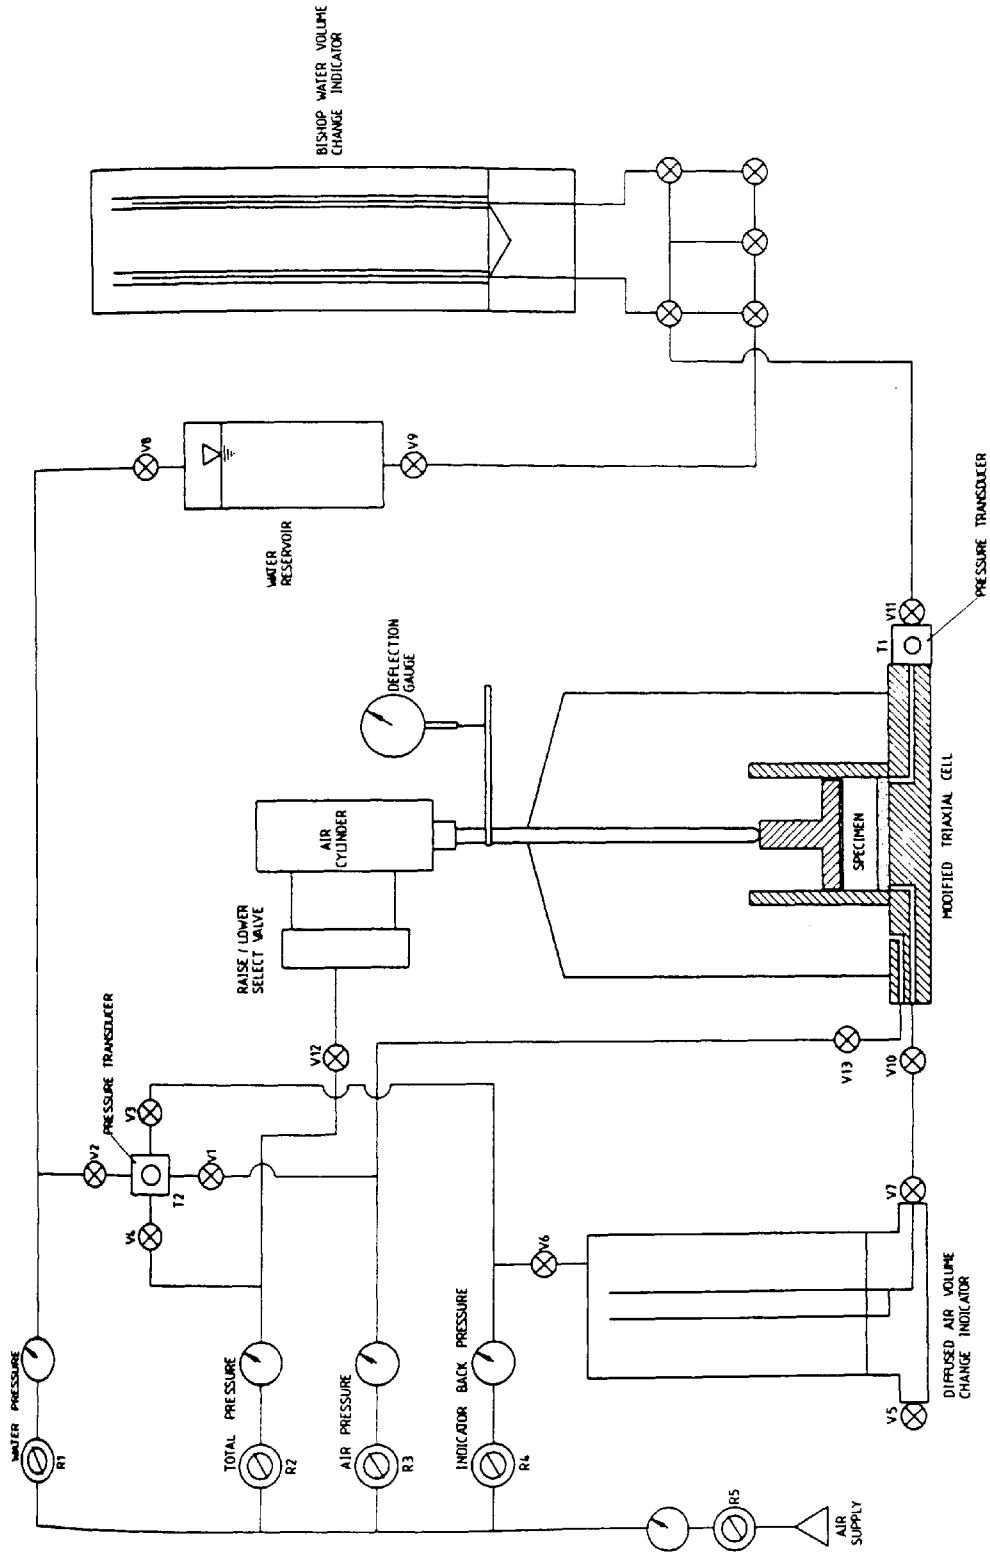 BISHOP WATER VOLUME
CHANGE INDICATOR
V8
V9
WATER
RESERVOIR
DEFLECTION
GAUGE
PRESSURE TRANSDUCER
T1
V11
AIR
CYLINDER
RAISE/LOWER
SELECT VALVE
SPECIMEN
MODIFIED TRIAXIAL CELL
PRESSURE TRANSDUCER
V2
V3
V1
V4
T2
V12
V13
V10
WATER PRESSURE
R1
TOTAL PRESSURE
R2
AIR PRESSURE
R3
INDICATOR BACK PRESSURE
R4
V6
V7
V5
DIFFUSED AIR VOLUME
CHANGE INDICATOR
R5
AIR
SUPPLY